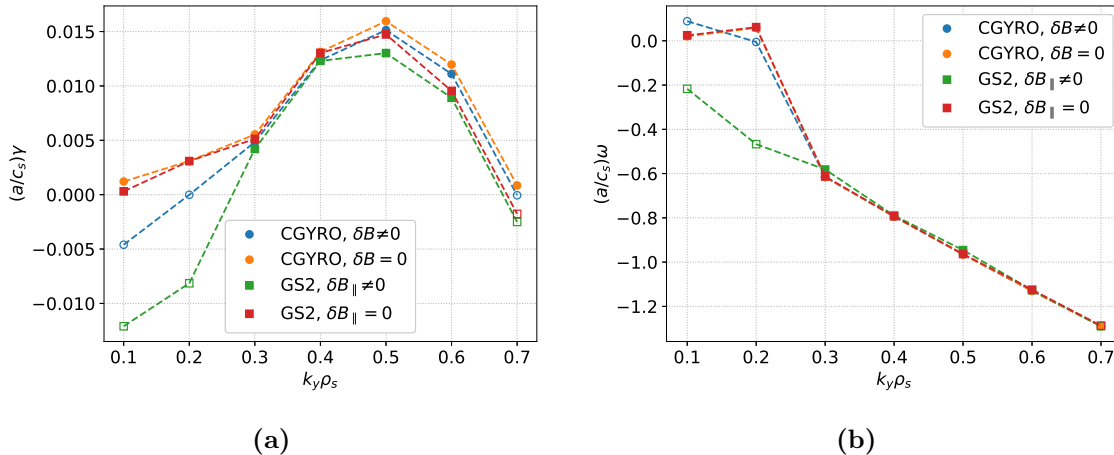 0.015
0.010
0.005
0.000
−0.005
−0.010
(a/c_s)γ
CGYRO, δB≠0
CGYRO, δB = 0
GS2, δB_∥ ≠0
GS2, δB_∥ = 0
0.1 0.2 0.3 0.4 0.5 0.6 0.7
k_yρ_s
(a)
0.0
−0.2
−0.4
−0.6
−0.8
−1.0
−1.2
(a/c_s)ω
CGYRO, δB≠0
CGYRO, δB = 0
GS2, δB_∥ ≠0
GS2, δB_∥ = 0
0.1 0.2 0.3 0.4 0.5 0.6 0.7
k_yρ_s
(b)